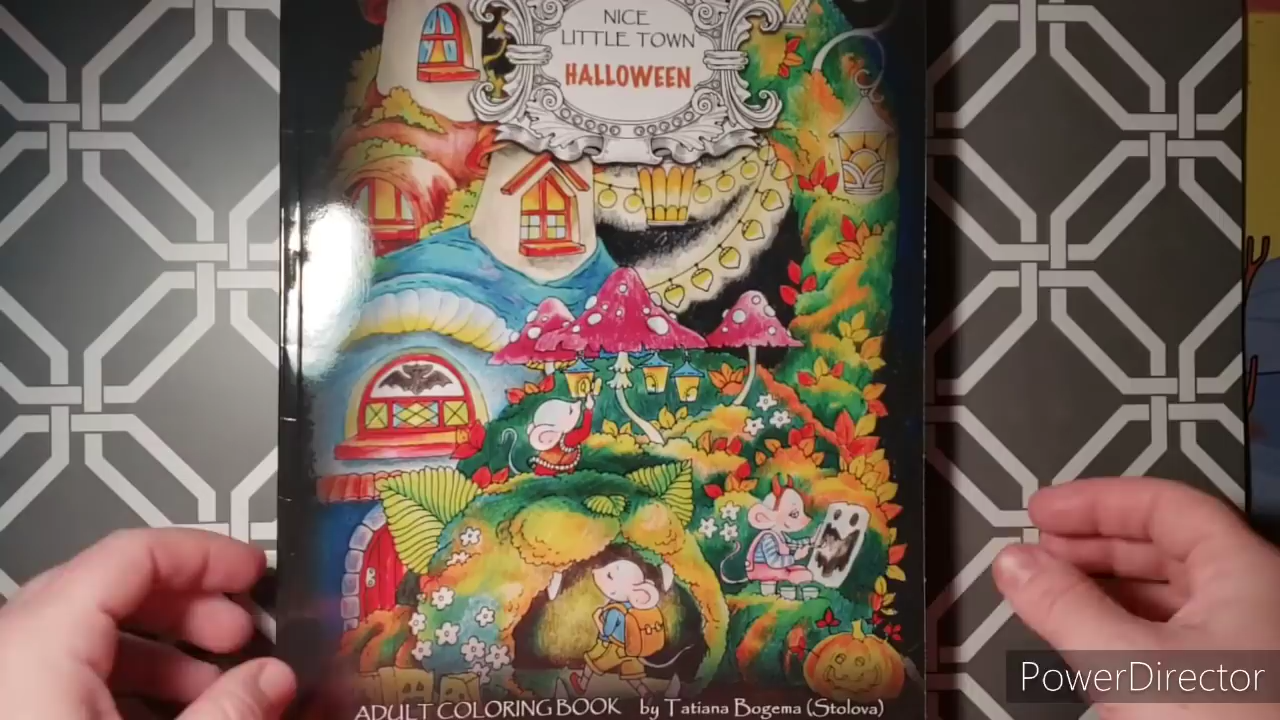 NICE
LITTLE TOWN
HALLOWEEN
ADULT COLORING BOOK by Tatiana Bogema (Stolova)
PowerDirector